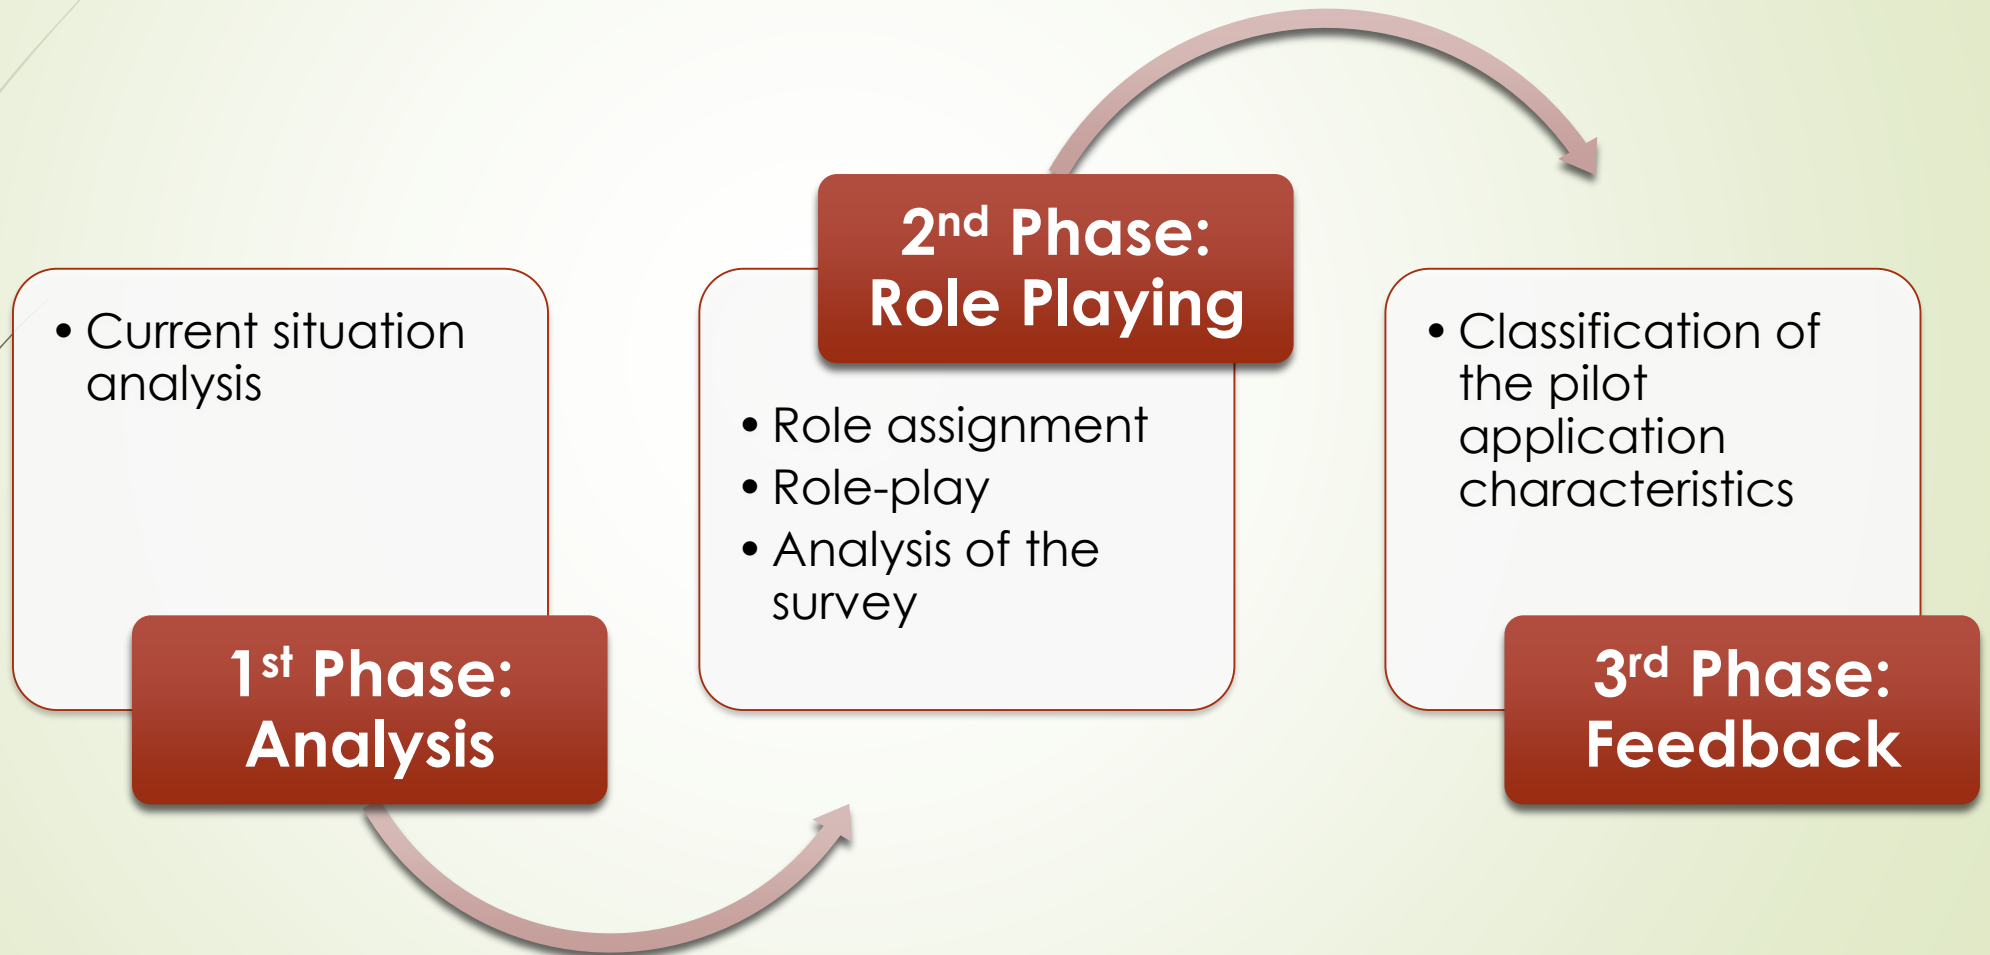 • Current situation
analysis
1st Phase:
Analysis
2nd Phase:
Role Playing
• Role assignment
• Role-play
• Analysis of the
survey
• Classification of
the pilot
application
characteristics
3rd Phase:
Feedback